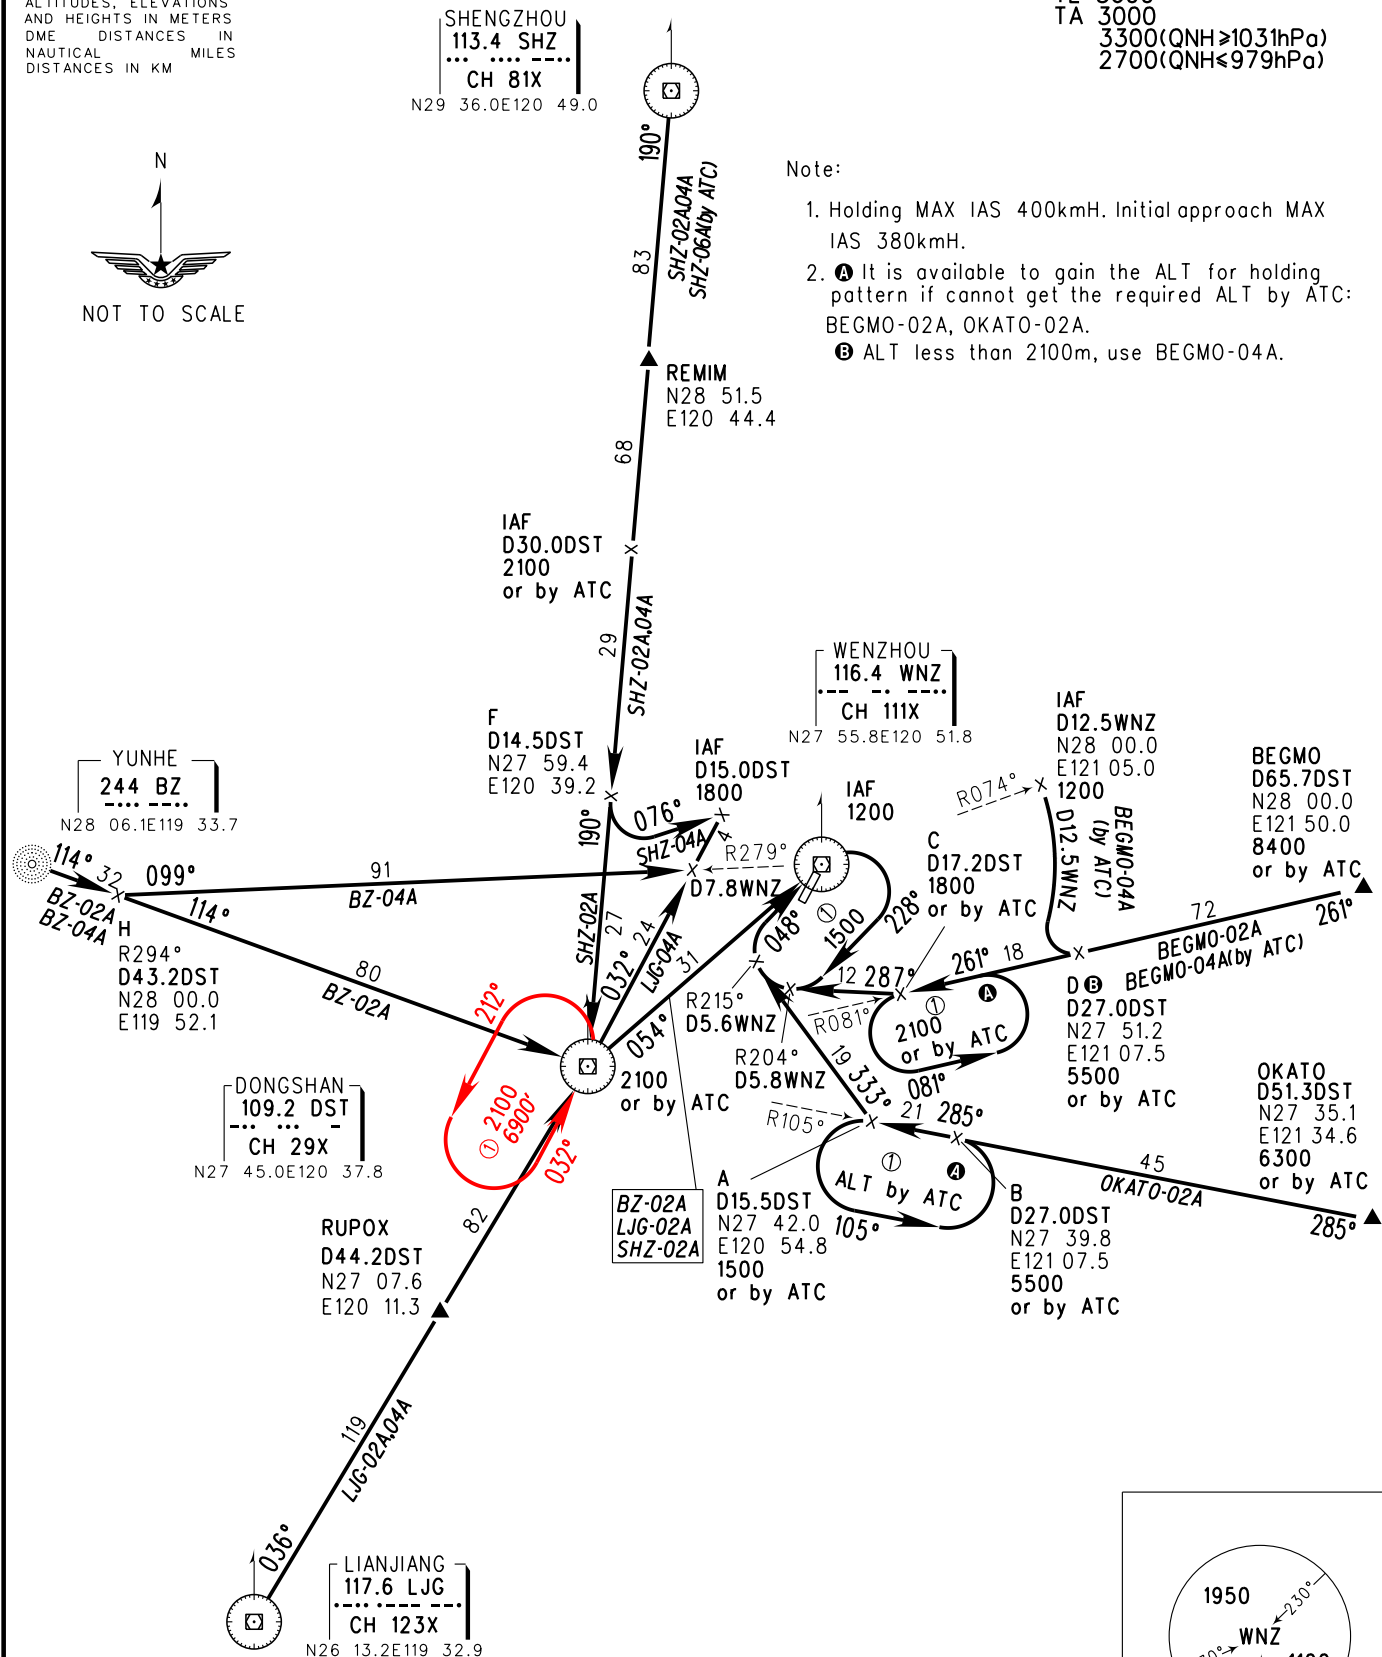 ALTITUDES, ELEVATIONS
AND HEIGHTS IN METERS
DME DISTANCES IN
NAUTICAL MILES
DISTANCES IN KM
TA 3000
3300(QNH≥1031hPa)
2700(QNH≤979hPa)
SHENGZHOU
113.4 SHZ
CH 81X
N29 36.0E120 49.0
N
NOT TO SCALE
Note:
1. Holding MAX IAS 400kmH. Initial approach MAX
IAS 380kmH.
2. A It is available to gain the ALT for holding
pattern if cannot get the required ALT by ATC:
BEGMO-02A, OKATO-02A.
B ALT less than 2100m, use BEGMO-04A.
190°
SHZ-02A,04A
SHZ-06A(by ATC)
83
REMIM
N28 51.5
E120 44.4
68
IAF
D30.0DST
2100
or by ATC
29
SHZ-02A,04A
WENZHOU
116.4 WNZ
CH 111X
N27 55.8E120 51.8
F
D14.5DST
N27 59.4
E120 39.2
IAF
D15.0DST
1800
IAF
1200
IAF
D12.5WNZ
N28 00.0
E121 05.0
1200
R074°
D12.5WNZ
BEGMO-04A
(by ATC)
BEGMO
D65.7DST
N28 00.0
E121 50.0
8400
or by ATC
261°
72
BEGMO-02A
BEGMO-04A(by ATC)
YUNHE
244 BZ
N28 06.1E119 33.7
114°
32
BZ-02A
BZ-04A
099°
91
BZ-04A
114°
80
BZ-02A
H
R294°
D43.2DST
N28 00.0
E119 52.1
190°
076°
SHZ-04A
4
R279°
D7.8WNZ
SHZ-02A
27
032°
24
LJG-04A
31
054°
048°
1
1500
228°
C
D17.2DST
1800
or by ATC
261°
18
12
287°
R081°
1
A
2100
or by ATC
081°
D B
D27.0DST
N27 51.2
E121 07.5
5500
or by ATC
R215°
D5.6WNZ
R204°
D5.8WNZ
19
333°
R105°
21
285°
1
A
ALT by ATC
105°
OKATO
D51.3DST
N27 35.1
E121 34.6
6300
or by ATC
45
OKATO-02A
285°
212°
1 2100
6900'
032°
2100
or by ATC
DONGSHAN
109.2 DST
CH 29X
N27 45.0E120 37.8
BZ-02A
LJG-02A
SHZ-02A
A
D15.5DST
N27 42.0
E120 54.8
1500
or by ATC
B
D27.0DST
N27 39.8
E121 07.5
5500
or by ATC
RUPOX
D44.2DST
N27 07.6
E120 11.3
82
119
LJG-02A,04A
036°
LIANJIANG
117.6 LJG
CH 123X
N26 13.2E119 32.9
1950
230°
WNZ